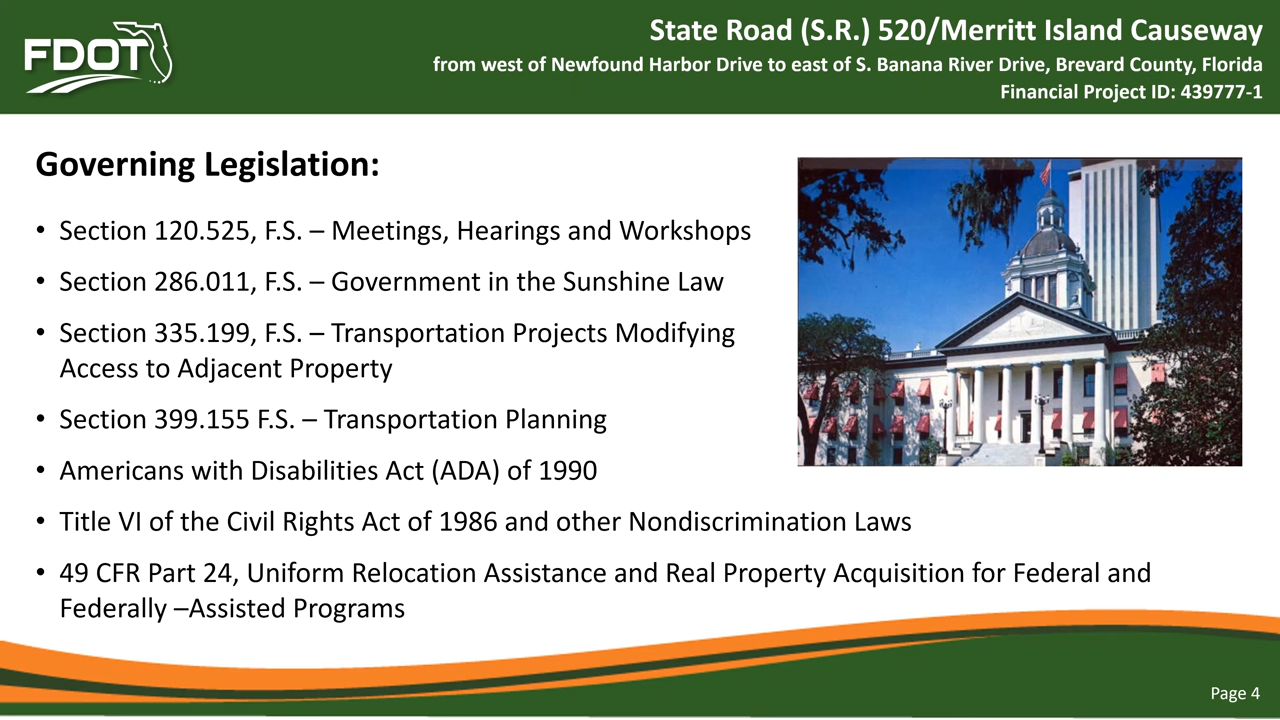 FDOT
State Road (S.R.) 520/Merritt Island Causeway
from west of Newfound Harbor Drive to east of S. Banana River Drive, Brevard County, Florida
Financial Project ID: 439777-1
Governing Legislation:
• Section 120.525, F.S. – Meetings, Hearings and Workshops
• Section 286.011, F.S. – Government in the Sunshine Law
• Section 335.199, F.S. – Transportation Projects Modifying
Access to Adjacent Property
• Section 399.155 F.S. – Transportation Planning
• Americans with Disabilities Act (ADA) of 1990
• Title VI of the Civil Rights Act of 1986 and other Nondiscrimination Laws
• 49 CFR Part 24, Uniform Relocation Assistance and Real Property Acquisition for Federal and
Federally –Assisted Programs
Page 4